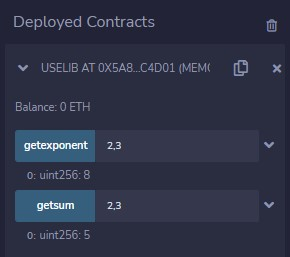 Deployed Contracts
USELIB AT 0X5A8...C4D01 (MEM(
Balance: 0 ETH
getexponent 2,3
0: uint256: 8
getsum 2,3
0: uint256: 5